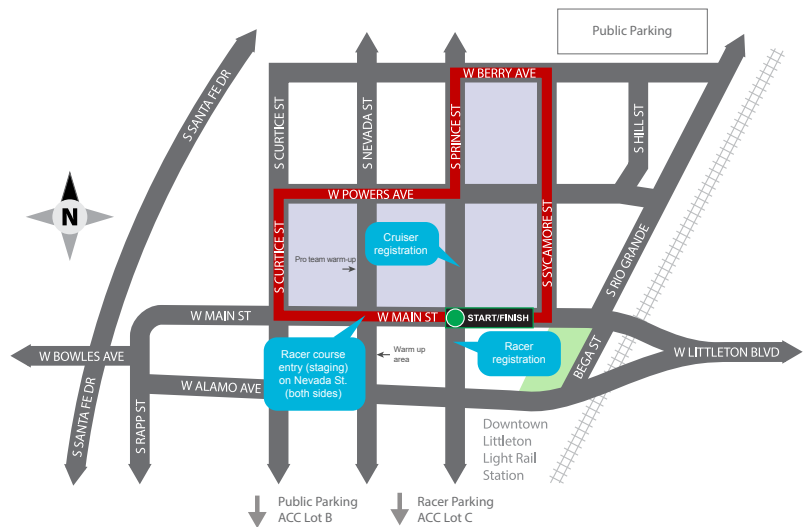 Public Parking
W BERRY AVE
S SANTA FE DR
S CURTICE ST
S NEVADA ST
S PRINCE ST
S HILL ST
N
W POWERS AVE
S CURTICE ST
Cruiser
registration
S SYCAMORE ST
S RIO GRANDE
Pro team warm-up
W MAIN ST
W MAIN ST
START/FINISH
Racer course
entry (staging)
on Nevada St.
(both sides)
Warm up
area
Racer
registration
BEGA ST
W LITTLETON BLVD
W BOWLES AVE
W ALAMO AVE
S SANTA FE DR
S RAPP ST
Downtown
Littleton
Light Rail
Station
Public Parking
ACC Lot B
Racer Parking
ACC Lot C